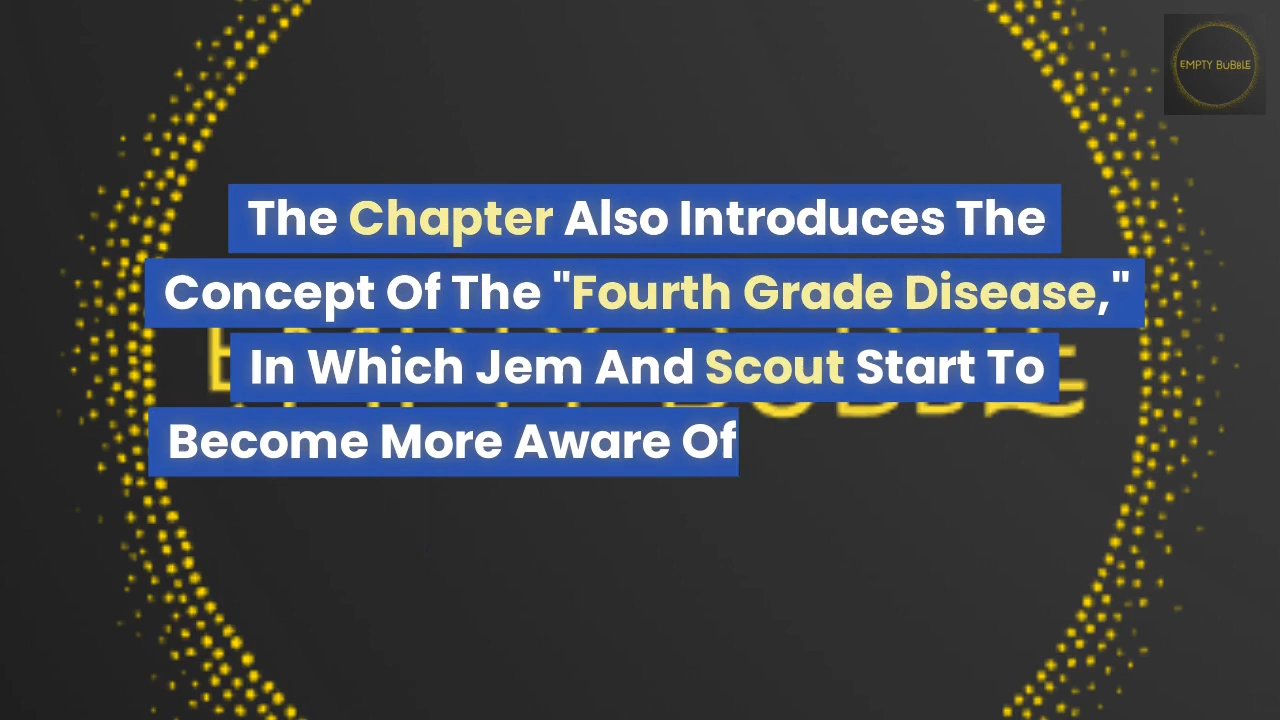 EMPTY BUBBLE
The Chapter Also Introduces The
Concept Of The "Fourth Grade Disease,"
In Which Jem And Scout Start To
Become More Aware Of